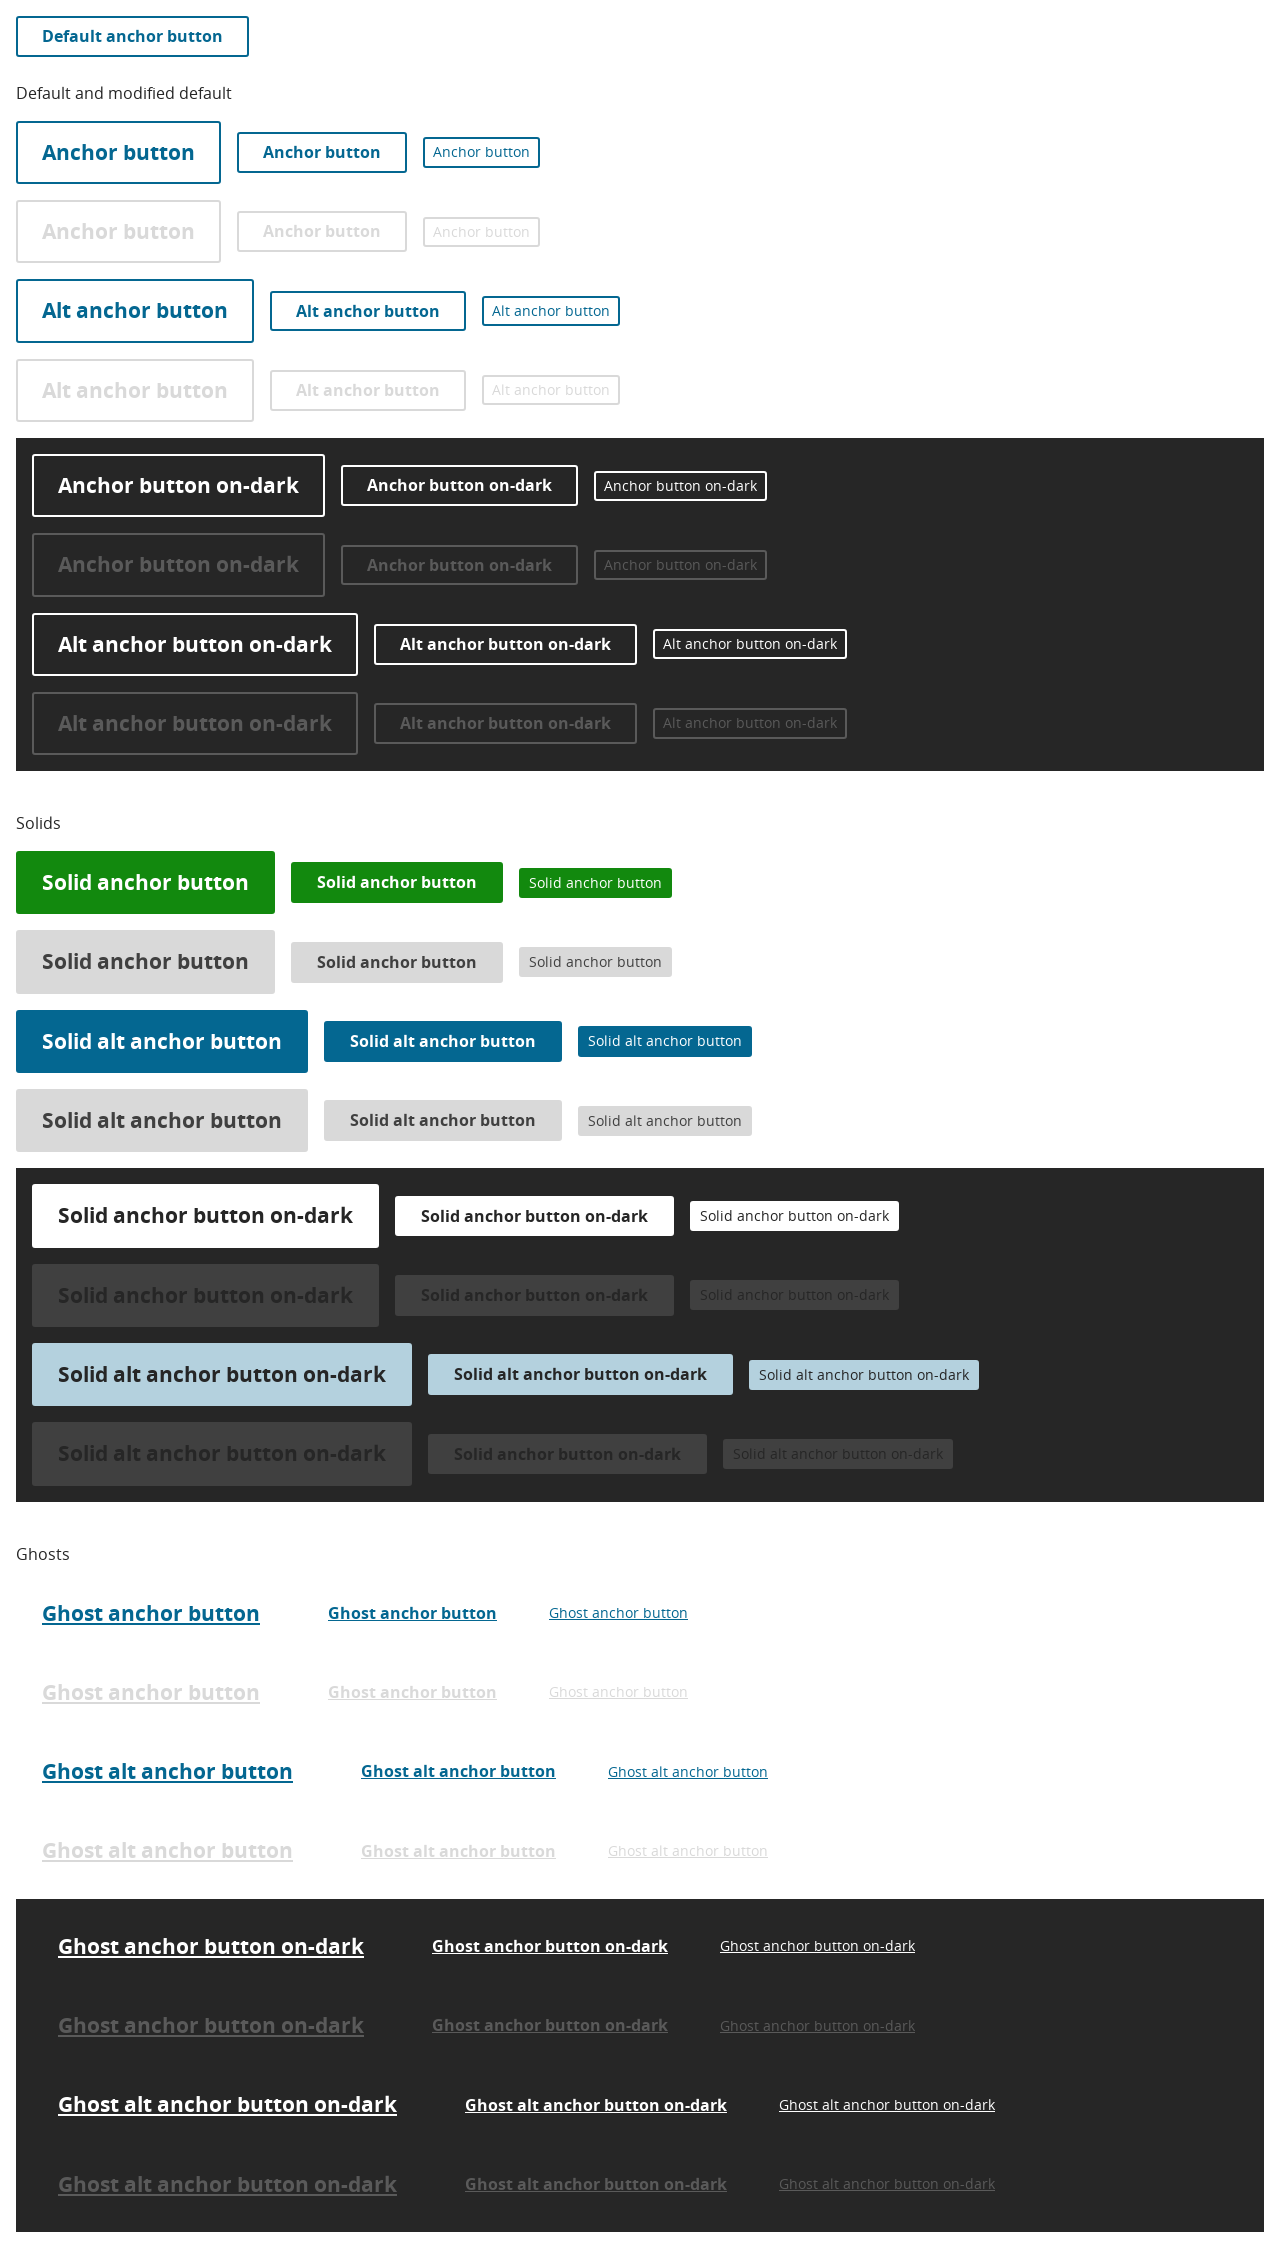 Default anchor button
Default and modified default
Anchor button Anchor button Anchor button
Anchor button Anchor button Anchor button
Alt anchor button Alt anchor button Alt anchor button
Alt anchor button Alt anchor button Alt anchor button
Anchor button on-dark Anchor button on-dark Anchor button on-dark
Anchor button on-dark Anchor button on-dark Anchor button on-dark
Alt anchor button on-dark Alt anchor button on-dark Alt anchor button on-dark
Alt anchor button on-dark Alt anchor button on-dark Alt anchor button on-dark
Solids
Solid anchor button Solid anchor button Solid anchor button
Solid anchor button Solid anchor button Solid anchor button
Solid alt anchor button Solid alt anchor button Solid alt anchor button
Solid alt anchor button Solid alt anchor button Solid alt anchor button
Solid anchor button on-dark Solid anchor button on-dark Solid anchor button on-dark
Solid anchor button on-dark Solid anchor button on-dark Solid anchor button on-dark
Solid alt anchor button on-dark Solid alt anchor button on-dark Solid alt anchor button on-dark
Solid alt anchor button on-dark Solid anchor button on-dark Solid alt anchor button on-dark
Ghosts
Ghost anchor button Ghost anchor button Ghost anchor button
Ghost anchor button Ghost anchor button Ghost anchor button
Ghost alt anchor button Ghost alt anchor button Ghost alt anchor button
Ghost alt anchor button Ghost alt anchor button Ghost alt anchor button
Ghost anchor button on-dark Ghost anchor button on-dark Ghost anchor button on-dark
Ghost anchor button on-dark Ghost anchor button on-dark Ghost anchor button on-dark
Ghost alt anchor button on-dark Ghost alt anchor button on-dark Ghost alt anchor button on-dark
Ghost alt anchor button on-dark Ghost alt anchor button on-dark Ghost alt anchor button on-dark